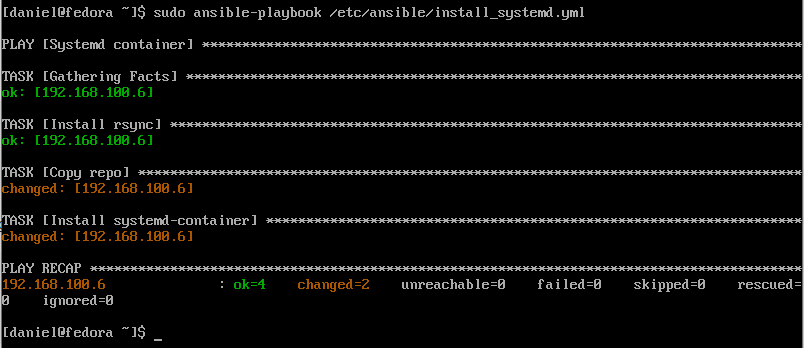 [daniel@fedora ~]$ sudo ansible-playbook /etc/ansible/install_systemd.yml
PLAY [Systemd container] ***************************************************************************
TASK [Gathering Facts] *****************************************************************************
ok: [192.168.100.6]
TASK [Install rsync] *******************************************************************************
ok: [192.168.100.6]
TASK [Copy repo] ***********************************************************************************
changed: [192.168.100.6]
TASK [Install systemd-container] *******************************************************************
changed: [192.168.100.6]
PLAY RECAP *****************************************************************************************
192.168.100.6              : ok=4    changed=2    unreachable=0    failed=0    skipped=0    rescued=
0    ignored=0
[daniel@fedora ~]$ _